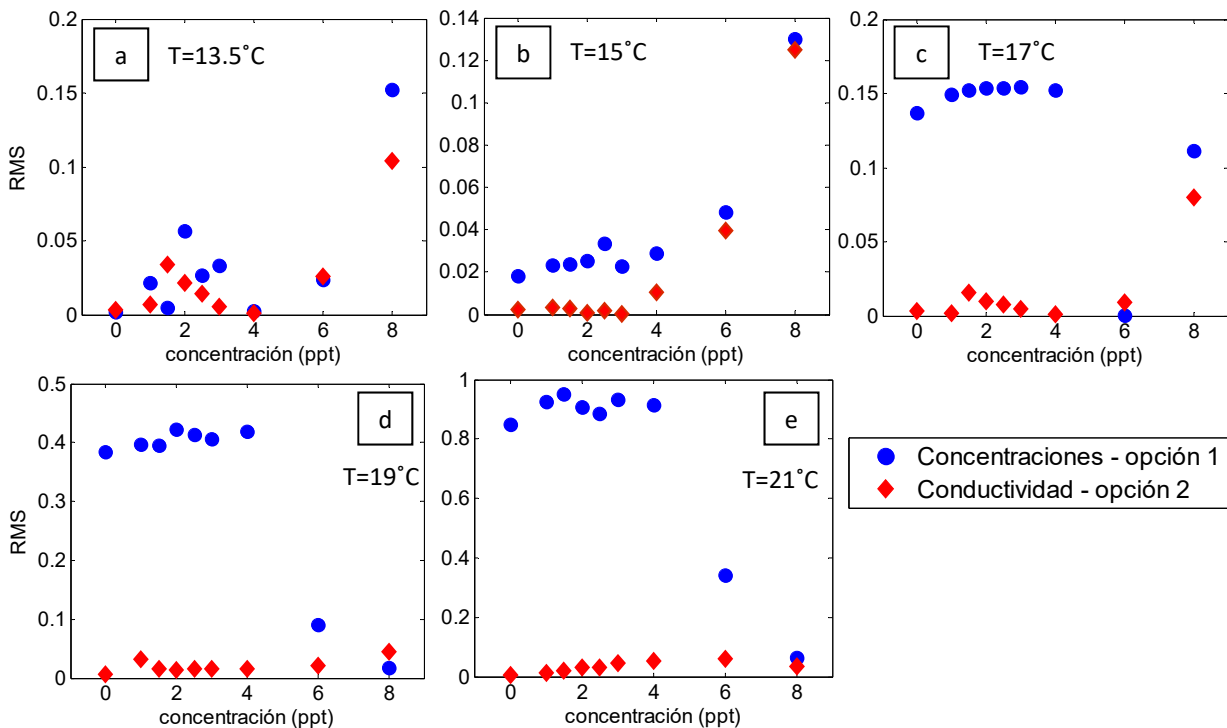 a
T=13.5˚C
RMS
0.2
0.15
0.1
0.05
0
0 2 4 6 8
concentración (ppt)
b
T=15˚C
0.14
0.12
0.1
0.08
0.06
0.04
0.02
0
0 2 4 6 8
concentración (ppt)
c
T=17˚C
0.2
0.15
0.1
0.05
0
0 2 4 6 8
concentración (ppt)
d
T=19˚C
RMS
0.5
0.4
0.3
0.2
0.1
0
0 2 4 6 8
concentración (ppt)
e
T=21˚C
1
0.8
0.6
0.4
0.2
0
0 2 4 6 8
concentración (ppt)
Concentraciones - opción 1
Conductividad - opción 2